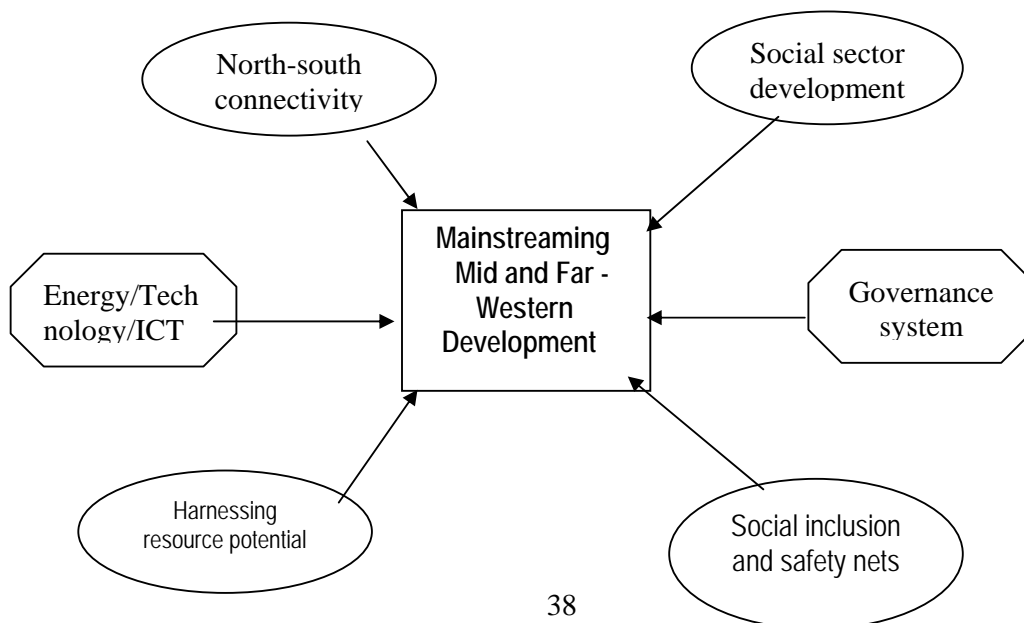 North-south
connectivity
Social sector
development
Mainstreaming
Mid and Far -
Western
Development
Energy/Tech
nology/ICT
Governance
system
Harnessing
resource potential
Social inclusion
and safety nets
38